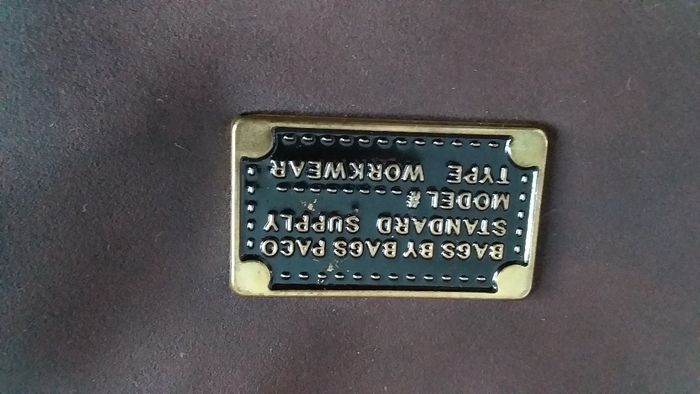 BAGS BY BAGS PACO
STANDARD SUPPLY
MODEL#
TYPE WORKWEAR